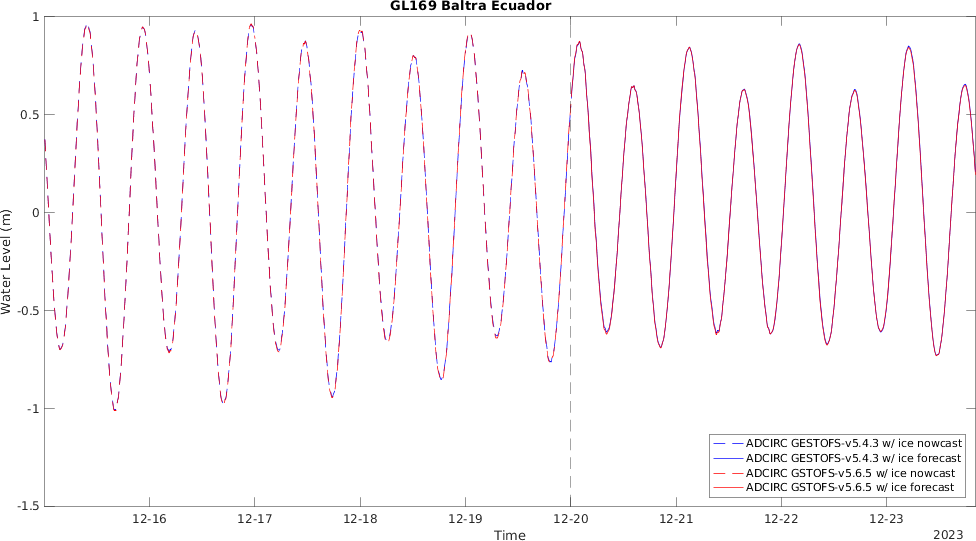 GL169 Baltra Ecuador
1
0.5
0
-0.5
-1
-1.5
Water Level (m)
12-16
12-17
12-18
12-19
12-20
12-21
12-22
12-23
Time
2023
ADCIRC GESTOFS-v5.4.3 w/ ice nowcast
ADCIRC GESTOFS-v5.4.3 w/ ice forecast
ADCIRC GSTOFS-v5.6.5 w/ ice nowcast
ADCIRC GSTOFS-v5.6.5 w/ ice forecast